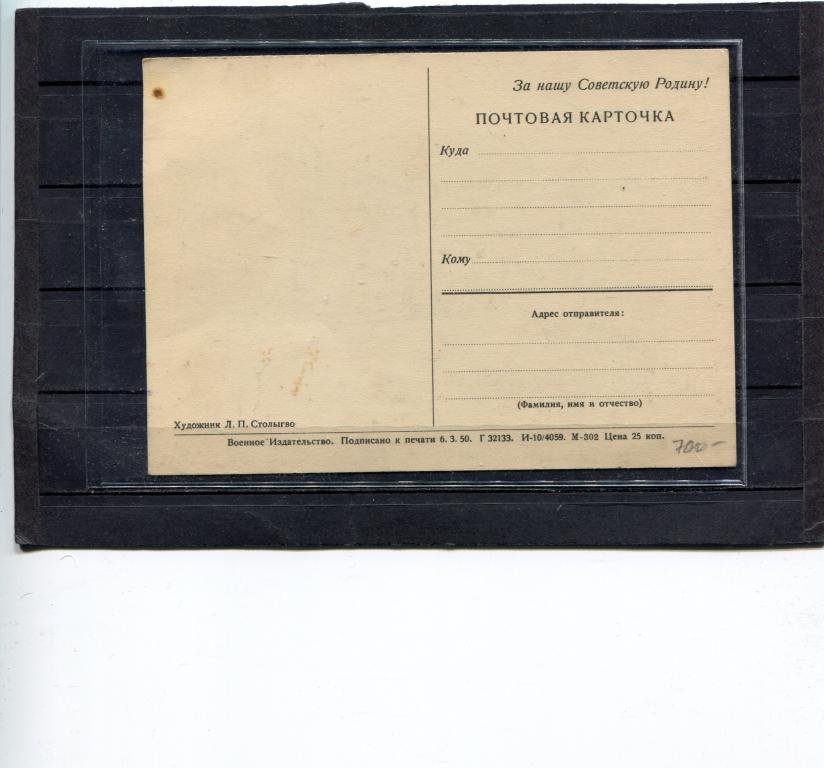 За нашу Советскую Родину!
ПОЧТОВАЯ КАРТОЧКА
Куда
Кому
Адрес отправителя:
(Фамилия, имя и отчество)
Художник Л. П. Столыгво
Военное Издательство. Подписано к печати 6. 3. 50. Г 32133. И-10/4059. М-302 Цена 25 коп.
7000-